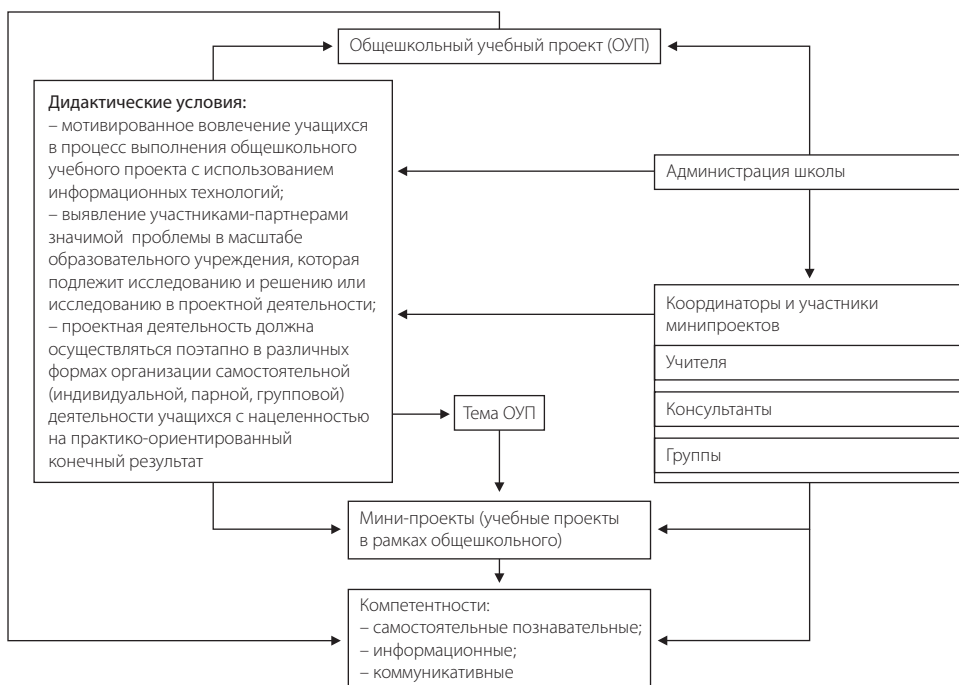 Общешкольный учебный проект (ОУП)
Дидактические условия:
– мотивированное вовлечение учащихся
в процесс выполнения общешкольного
учебного проекта с использованием
информационных технологий;
– выявление участниками-партнерами
значимой проблемы в масштабе
образовательного учреждения, которая
подлежит исследованию и решению или
исследованию в проектной деятельности;
– проектная деятельность должна
осуществляться поэтапно в различных
формах организации самостоятельной
(индивидуальной, парной, групповой)
деятельности учащихся с нацеленностью
на практико-ориентированный
конечный результат
Администрация школы
Координаторы и участники
минипроектов
Учителя
Консультанты
Группы
Тема ОУП
Мини-проекты (учебные проекты
в рамках общешкольного)
Компетентности:
– самостоятельные познавательные;
– информационные;
– коммуникативные